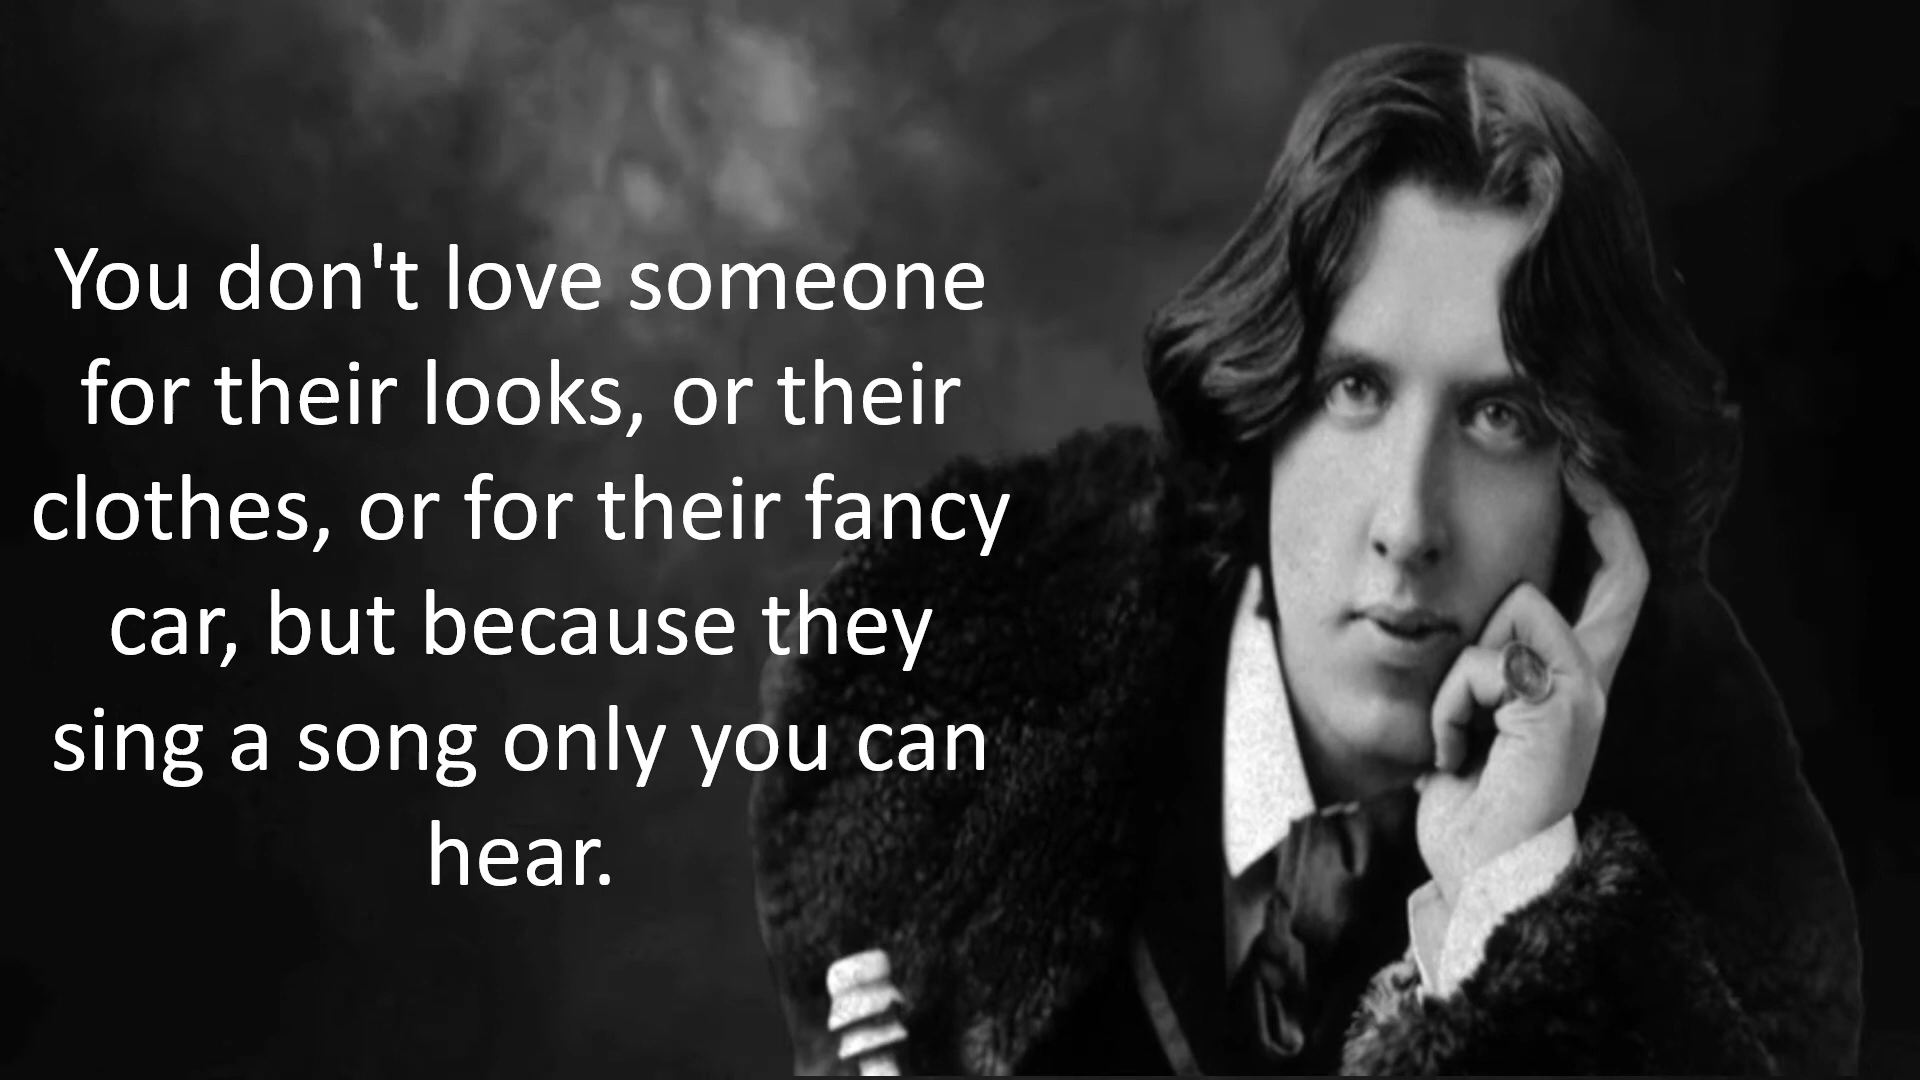 You don't love someone
for their looks, or their
clothes, or for their fancy
car, but because they
sing a song only you can
hear.